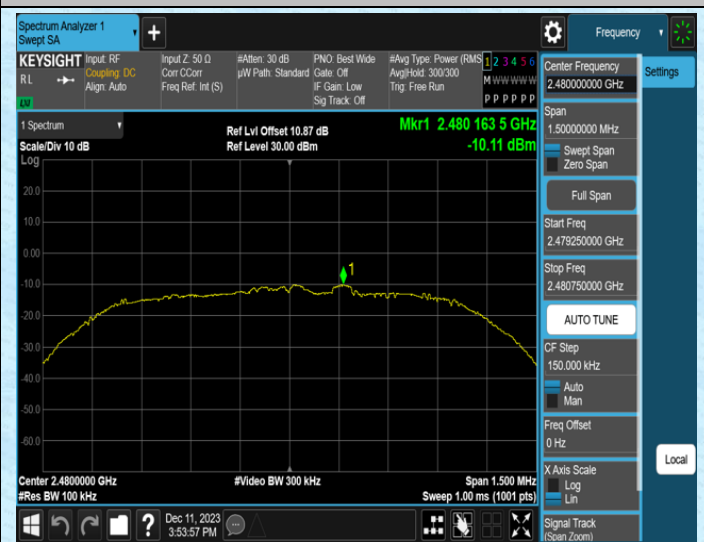 Spectrum Analyzer 1
Swept SA
+
Frequency
KEYSIGHT
RL
Input: RF
Coupling: DC
Align: Auto
Input Z: 50 Ω
Corr CCorr
Freq Ref: Int (S)
#Atten: 30 dB
µW Path: Standard
PNO: Best Wide
Gate: Off
IF Gain: Low
Sig Track: Off
#Avg Type: Power (RMS
Avg|Hold: 300/300
Trig: Free Run
1 2 3 4 5 6
M W W W W W
P P P P P P
1 Spectrum
Scale/Div 10 dB
Log
Ref Lvl Offset 10.87 dB
Ref Level 30.00 dBm
Mkr1 2.480 163 5 GHz
-10.11 dBm
20.0
10.0
0.00
-10.0
-20.0
-30.0
-40.0
-50.0
-60.0
1
Center 2.4800000 GHz
#Res BW 100 kHz
#Video BW 300 kHz
Span 1.500 MHz
Sweep 1.00 ms (1001 pts)
?
Dec 11, 2023
3:53:57 PM
Center Frequency
2.480000000 GHz
Settings
Span
1.50000000 MHz
Swept Span
Zero Span
Full Span
Start Freq
2.479250000 GHz
Stop Freq
2.480750000 GHz
AUTO TUNE
CF Step
150.000 kHz
Auto
Man
Freq Offset
0 Hz
X Axis Scale
Log
Lin
Local
Signal Track
(Span Zoom)